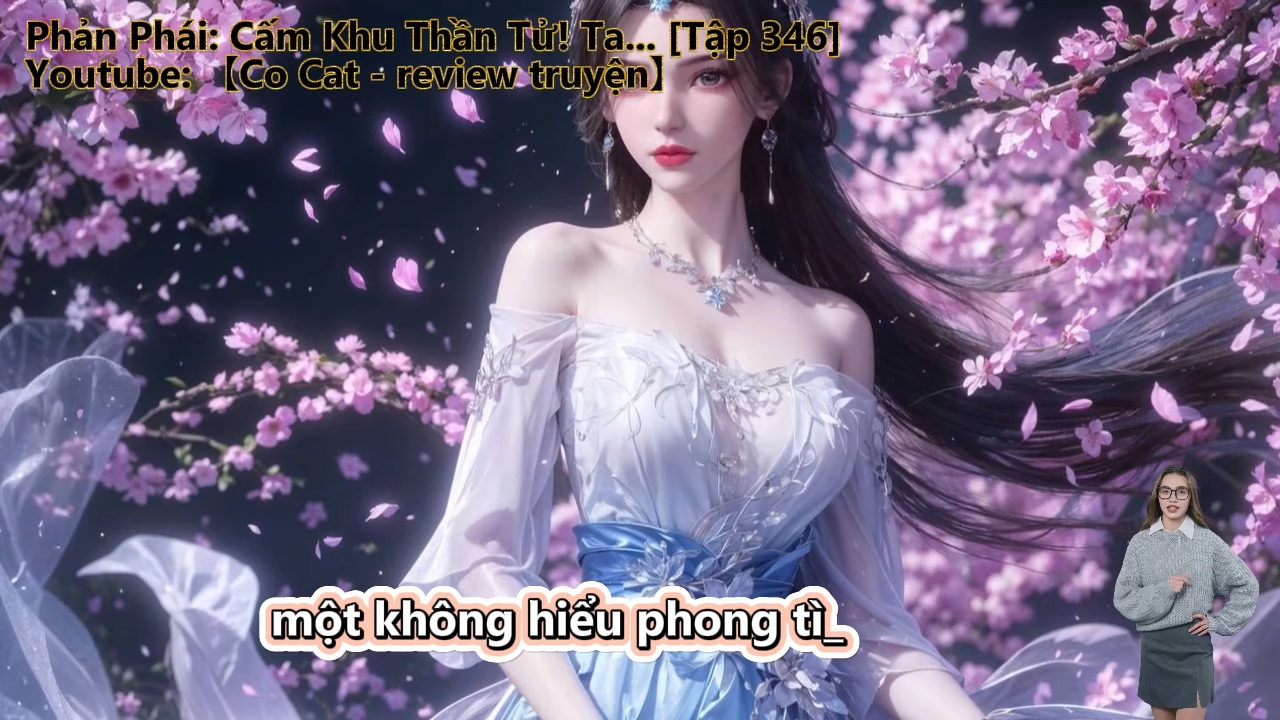 Phản Phái: Cấm Khu Thần Tử! Ta... [Tập 346]
Youtube: 【Co Cat - review truyện】
một không hiểu phong tì_